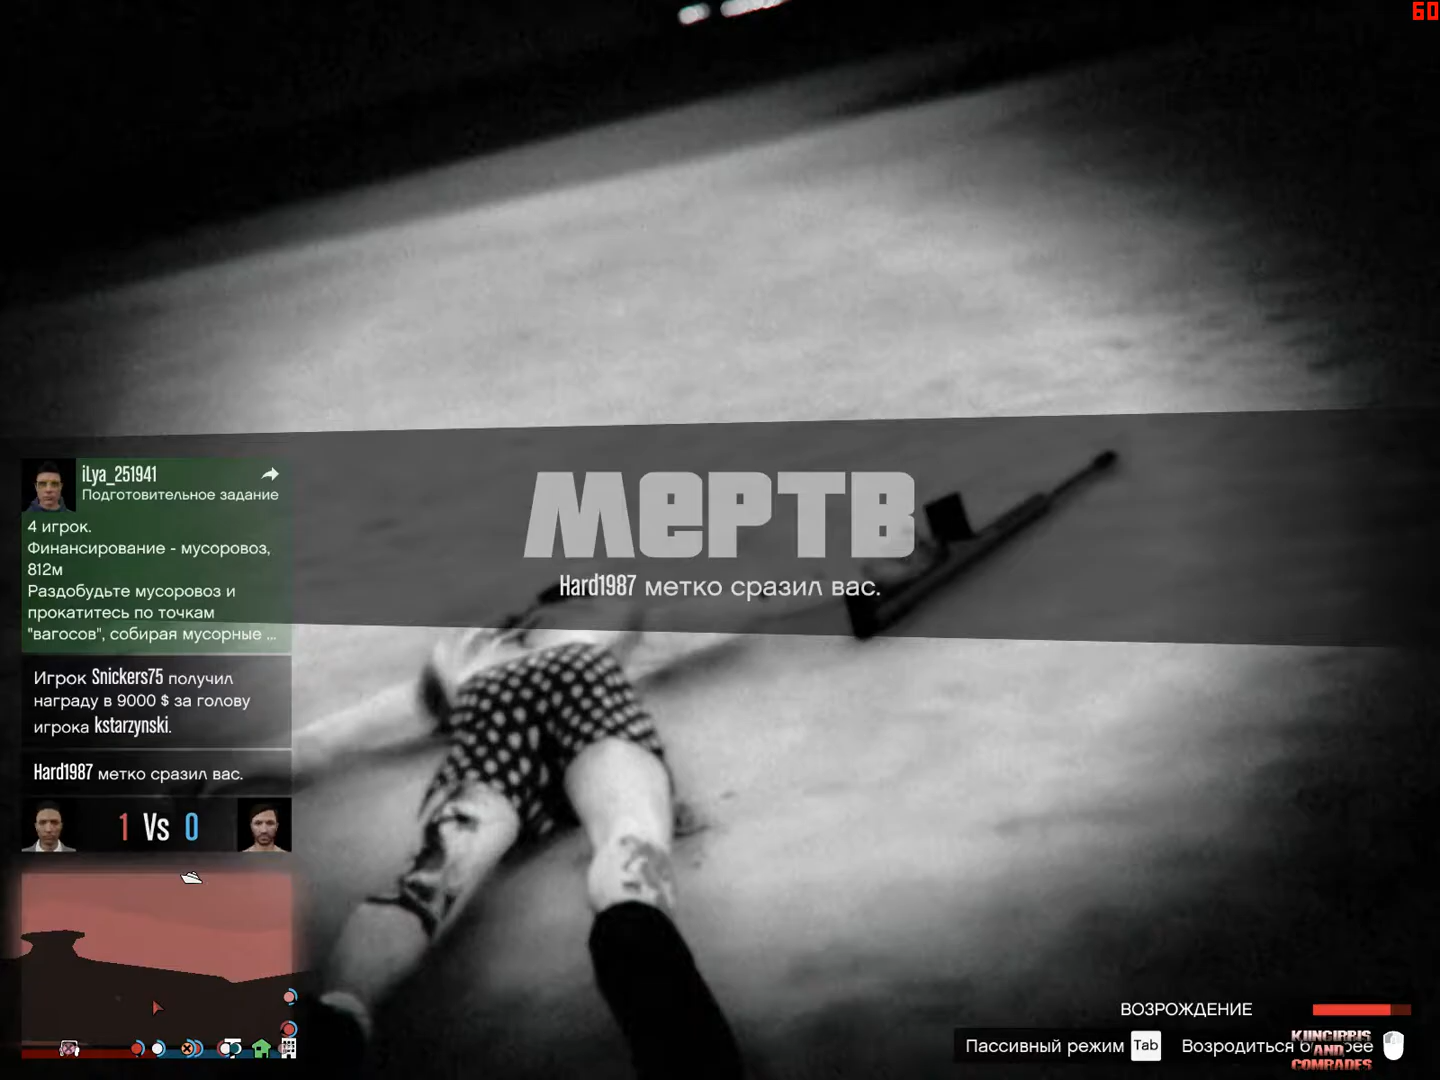 60
iLya_251941
Подготовительное задание
4 игрок.
Финансирование - мусоровоз,
812м
Раздобудьте мусоровоз и
прокатитесь по точкам
"вагосов", собирая мусорные ...
Игрок Snickers75 получил
награду в 9000 $ за голову
игрока kstarzynski.
Hard1987 метко сразил вас.
1 Vs 0
мертв
Hard1987 метко сразил вас.
ВОЗРОЖДЕНИЕ
Пассивный режим Tab Возродиться
AND
COMRADES